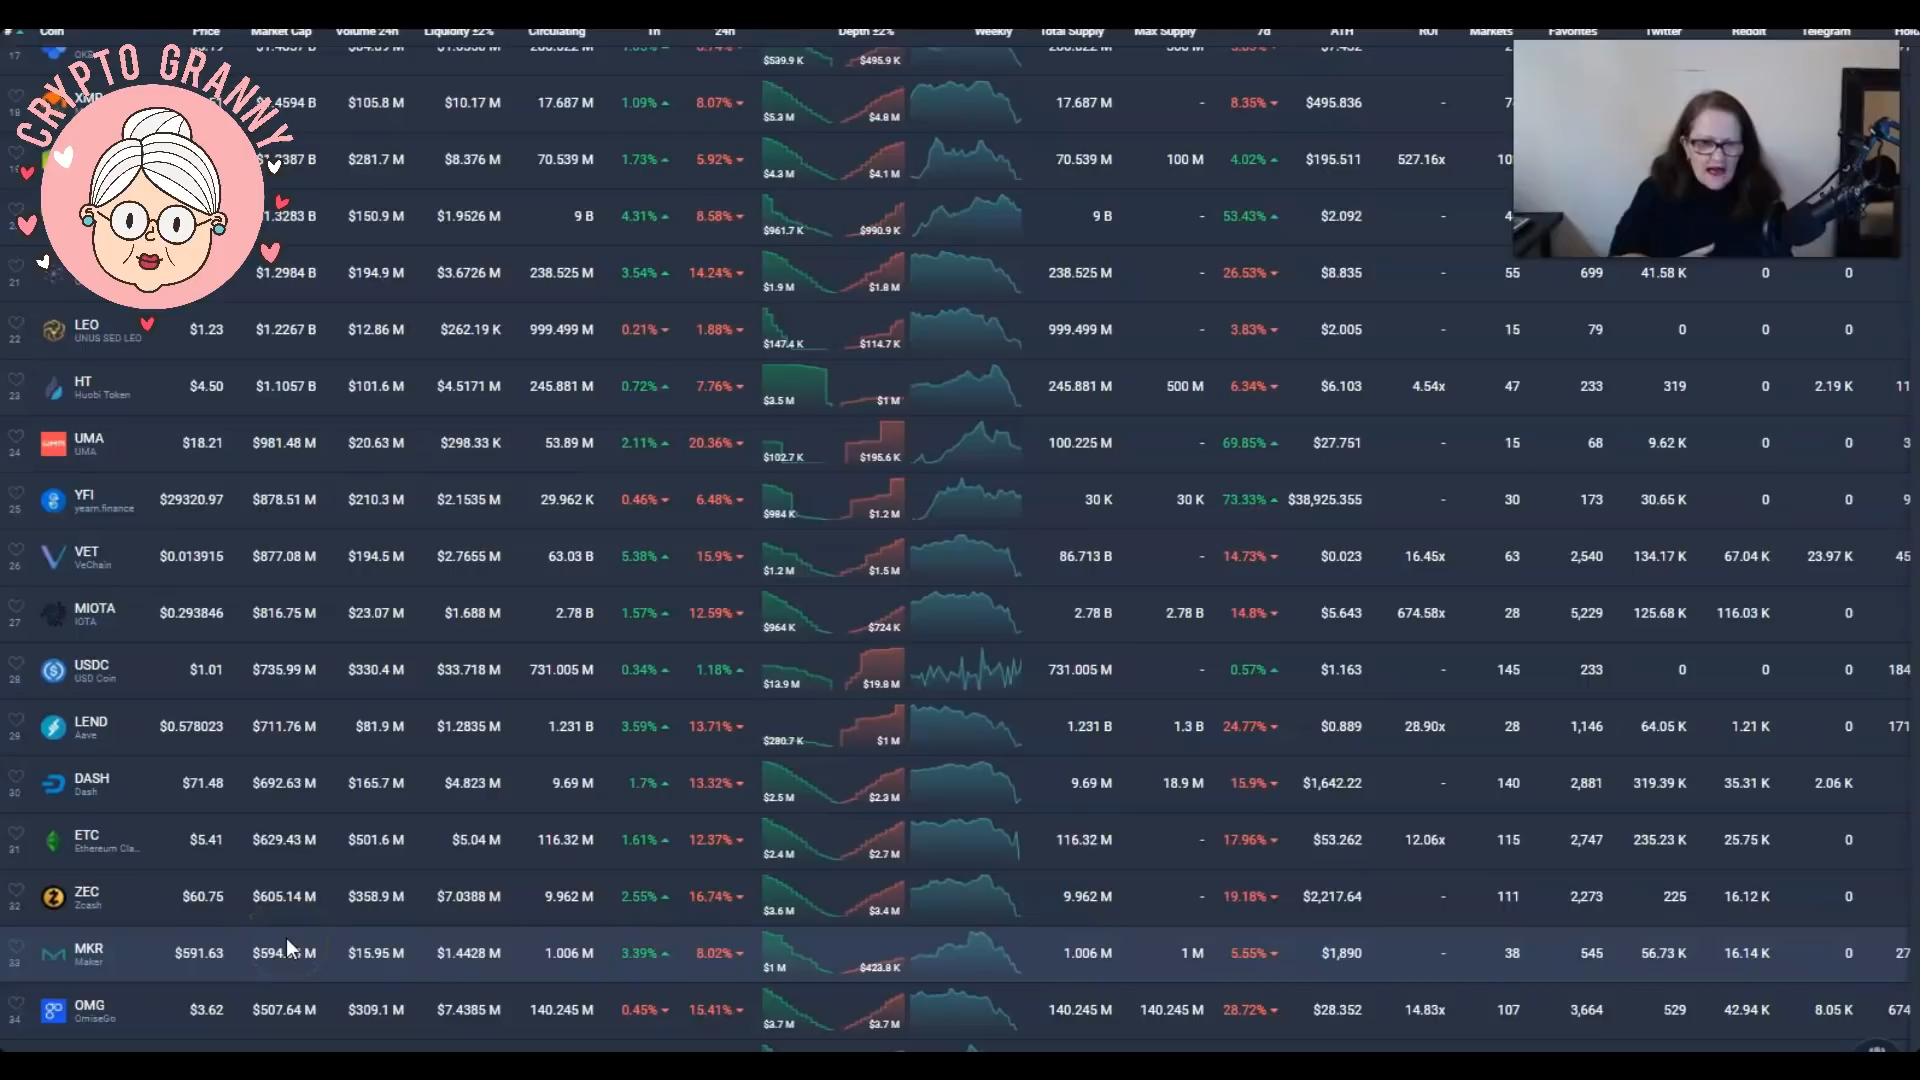 # Coin Price Market Cap Volume 24h Liquidity ±2% Circulating 1h 24h Depth ±2% Weekly Total Supply Max Supply 7d ATH ROI Markets Favorites Twitter Reddit Telegram
CRYPTO GRANNY
17 $539.9 K $495.9 K
XMR $105.8 M $10.17 M 17.687 M 1.09% 8.07% $5.3 M $4.8 M 17.687 M - 8.35% $495.836 -
$281.7 M $8.376 M 70.539 M 1.73% 5.92% $4.3 M $4.1 M 70.539 M 100 M 4.02% $195.511 527.16x
$150.9 M $1.9526 M 9 B 4.31% 8.58% $961.7 K $990.9 K 9 B - 53.43% $2.092 -
21 $1.2984 B $194.9 M $3.6726 M 238.525 M 3.54% 14.24% $1.9 M $1.8 M 238.525 M - 26.53% $8.835 - 55 699 41.58 K 0 0
LEO $1.23 $1.2267 B $12.86 M $262.19 K 999.499 M 0.21% 1.88% $147.4 K $114.7 K 999.499 M - 3.83% $2.005 - 15 79 0 0 0
22 UNUS SED LEO
HT $4.50 $1.1057 B $101.6 M $4.5171 M 245.881 M 0.72% 7.76% $3.5 M $1 M 245.881 M 500 M 6.34% $6.103 4.54x 47 233 319 0 2.19 K 11
23 Huobi Token
UMA $18.21 $981.48 M $20.63 M $298.33 K 53.89 M 2.11% 20.36% $102.7 K $195.6 K 100.225 M - 69.85% $27.751 - 15 68 9.62 K 0 0 3
24 UMA
YFI $29320.97 $878.51 M $210.3 M $2.1535 M 29.962 K 0.46% 6.48% $984 K $1.2 M 30 K 30 K 73.33% $38,925.355 - 30 173 30.65 K 0 0 9
25 yearn.finance
VET $0.013915 $877.08 M $194.5 M $2.7655 M 63.03 B 5.38% 15.9% $1.2 M $1.5 M 86.713 B - 14.73% $0.023 16.45x 63 2,540 134.17 K 67.04 K 23.97 K 45
26 VeChain
MIOTA $0.293846 $816.75 M $23.07 M $1.688 M 2.78 B 1.57% 12.59% $964 K $724 K 2.78 B 2.78 B 14.8% $5.643 674.58x 28 5,229 125.68 K 116.03 K 0
27 IOTA
USDC $1.01 $735.99 M $330.4 M $33.718 M 731.005 M 0.34% 1.18% $13.9 M $19.8 M 731.005 M - 0.57% $1.163 - 145 233 0 0 0 184
28 USD Coin
LEND $0.578023 $711.76 M $81.9 M $1.2835 M 1.231 B 3.59% 13.71% $280.7 K $1 M 1.231 B 1.3 B 24.77% $0.889 28.90x 28 1,146 64.05 K 1.21 K 0 171
29 Aave
DASH $71.48 $692.63 M $165.7 M $4.823 M 9.69 M 1.7% 13.32% $2.5 M $2.3 M 9.69 M 18.9 M 15.9% $1,642.22 - 140 2,881 319.39 K 35.31 K 2.06 K
30 Dash
ETC $5.41 $629.43 M $501.6 M $5.04 M 116.32 M 1.61% 12.37% $2.4 M $2.7 M 116.32 M - 17.96% $53.262 12.06x 115 2,747 235.23 K 25.75 K 0
31 Ethereum Cla...
ZEC $60.75 $605.14 M $358.9 M $7.0388 M 9.962 M 2.55% 16.74% $3.6 M $3.4 M 9.962 M - 19.18% $2,217.64 - 111 2,273 225 16.12 K 0
32 Zcash
MKR $591.63 $15.95 M $1.4428 M 1.006 M 3.39% 8.02% $1 M $423.8 K 1.006 M 1 M 5.55% $1,890 - 38 545 56.73 K 16.14 K 0 27
33 Maker
OMG $3.62 $507.64 M $309.1 M $7.4385 M 140.245 M 0.45% 15.41% $3.7 M $3.7 M 140.245 M 140.245 M 28.72% $28.352 14.83x 107 3,664 529 42.94 K 8.05 K 674
34 OmiseGo